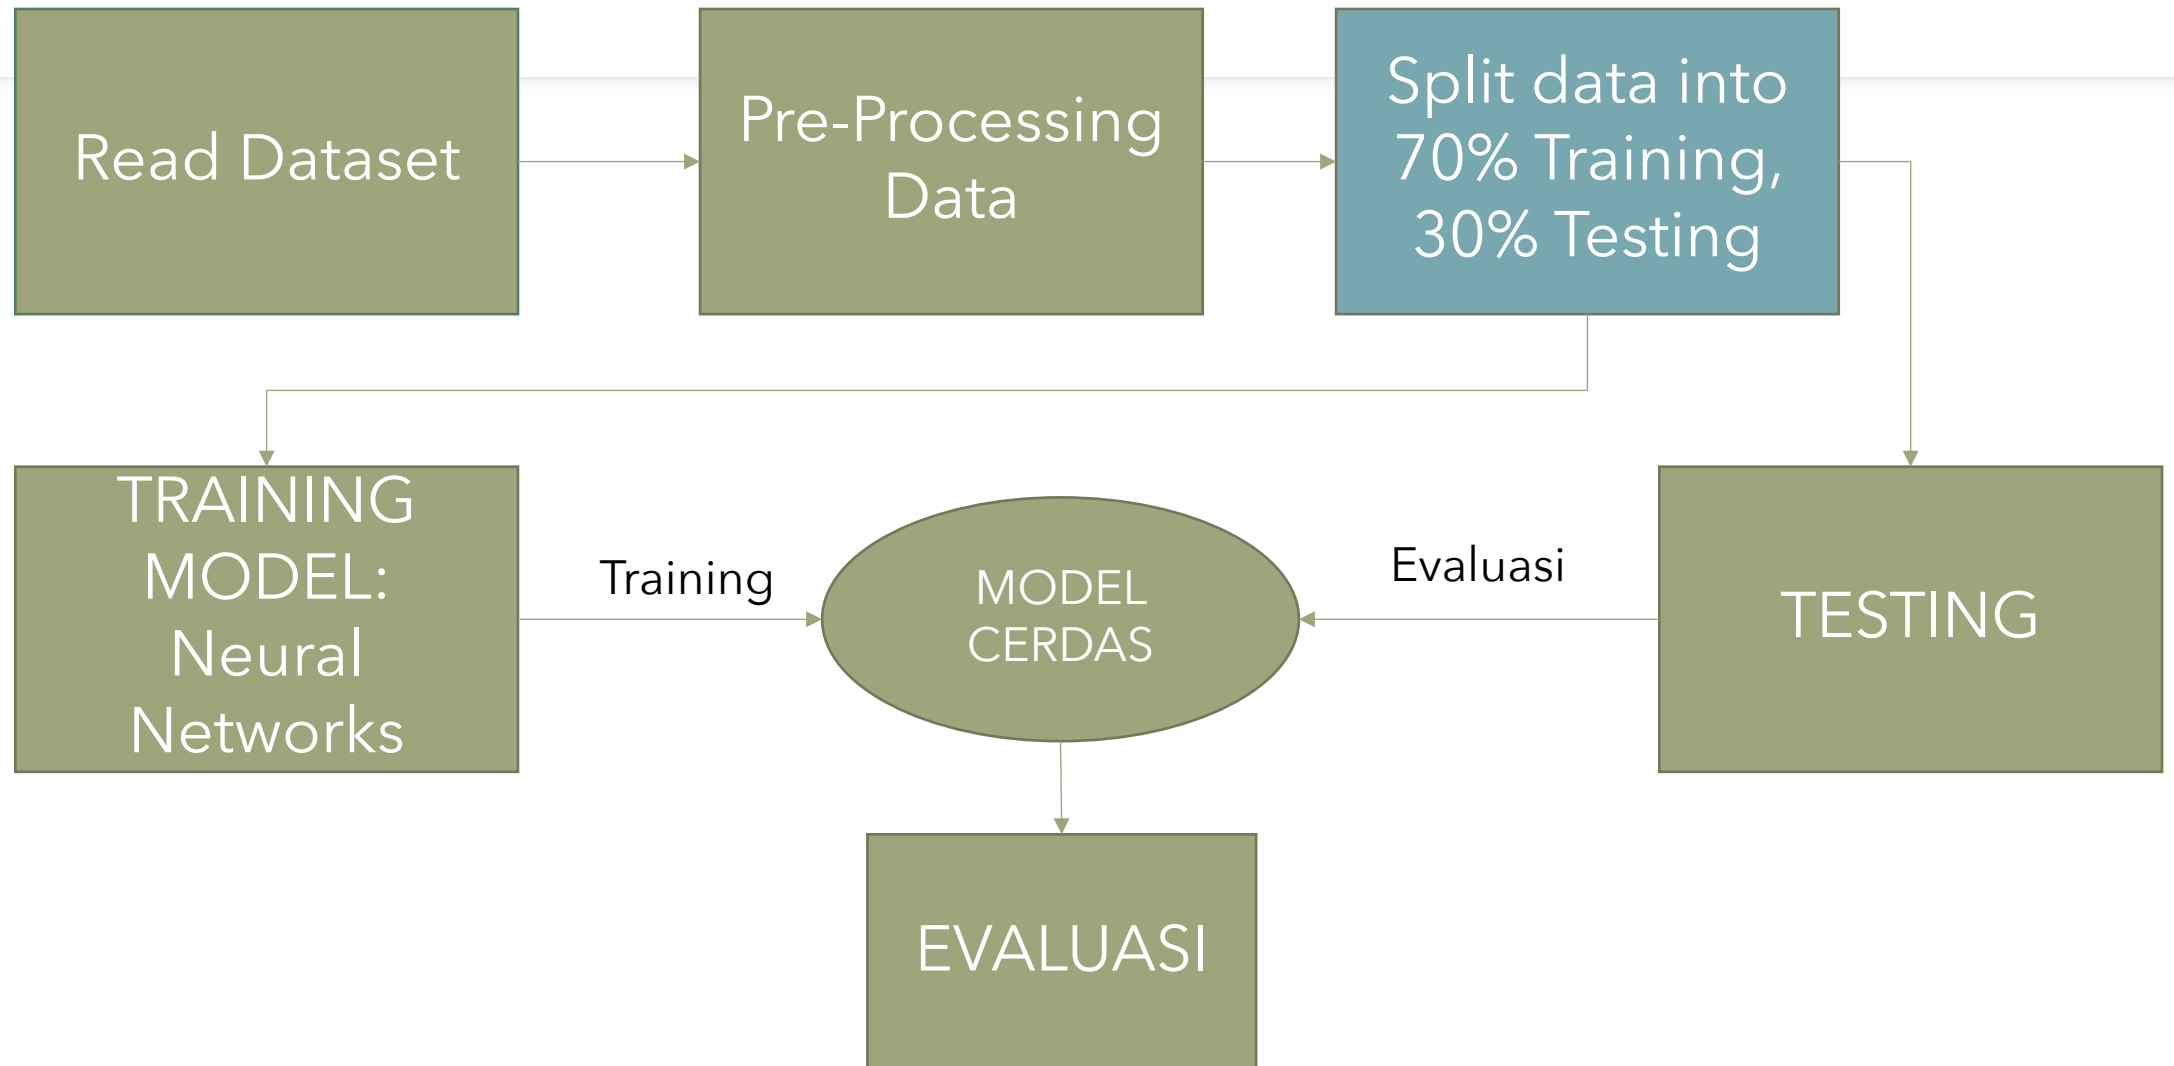 Read Dataset
Pre-Processing
Data
Split data into
70% Training,
30% Testing
TRAINING
MODEL:
Neural
Networks
Training
MODEL
CERDAS
Evaluasi
TESTING
EVALUASI